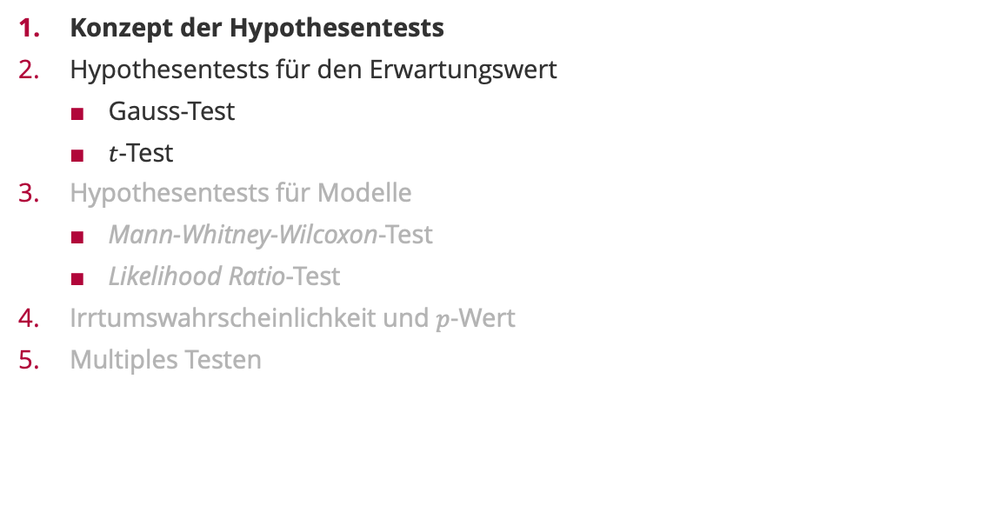 1. Konzept der Hypothesentests
2. Hypothesentests für den Erwartungswert
■ Gauss-Test
■ t-Test
3. Hypothesentests für Modelle
■ Mann-Whitney-Wilcoxon-Test
■ Likelihood Ratio-Test
4. Irrtumswahrscheinlichkeit und p-Wert
5. Multiples Testen